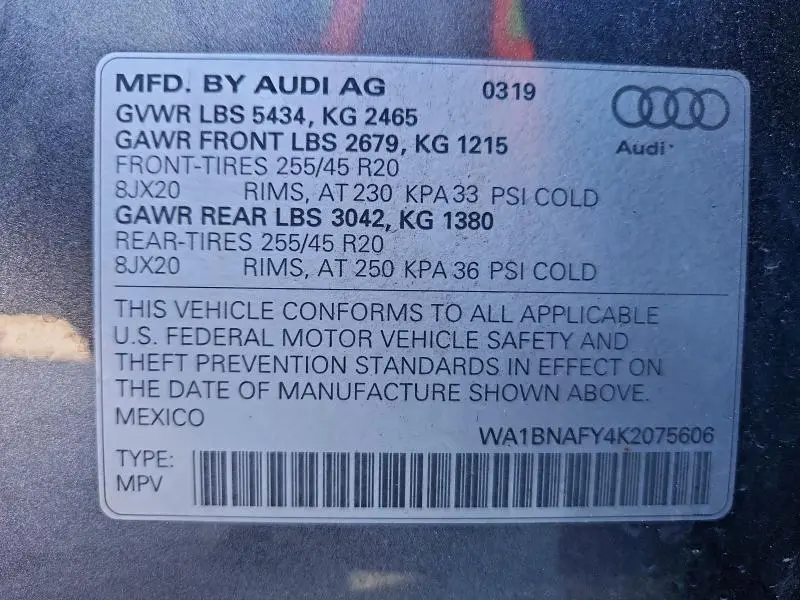 MFD. BY AUDI AG 0319
GVWR LBS 5434, KG 2465
GAWR FRONT LBS 2679, KG 1215
Audi
FRONT-TIRES 255/45 R20
8JX20 RIMS, AT 230 KPA 33 PSI COLD
GAWR REAR LBS 3042, KG 1380
REAR-TIRES 255/45 R20
8JX20 RIMS, AT 250 KPA 36 PSI COLD
THIS VEHICLE CONFORMS TO ALL APPLICABLE
U.S. FEDERAL MOTOR VEHICLE SAFETY AND
THEFT PREVENTION STANDARDS IN EFFECT ON
THE DATE OF MANUFACTURE SHOWN ABOVE.
MEXICO
WA1BNAFY4K2075606
TYPE:
MPV